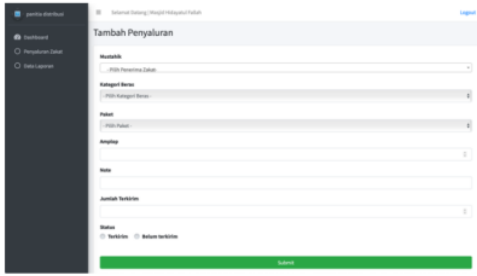 panitia distribusi
Selamat Datang | Masjid Hidayatul Fallah
Logout
Dashboard
Penyaluran Zakat
Data Laporan
Tambah Penyaluran
Mustahik
- Pilih Penerima Zakat -
Kategori Beras
- Pilih Kategori Beras -
Paket
- Pilih Paket -
Amplop
Note
Jumlah Terkirim
Status
Terkirim Belum terkirim
Submit